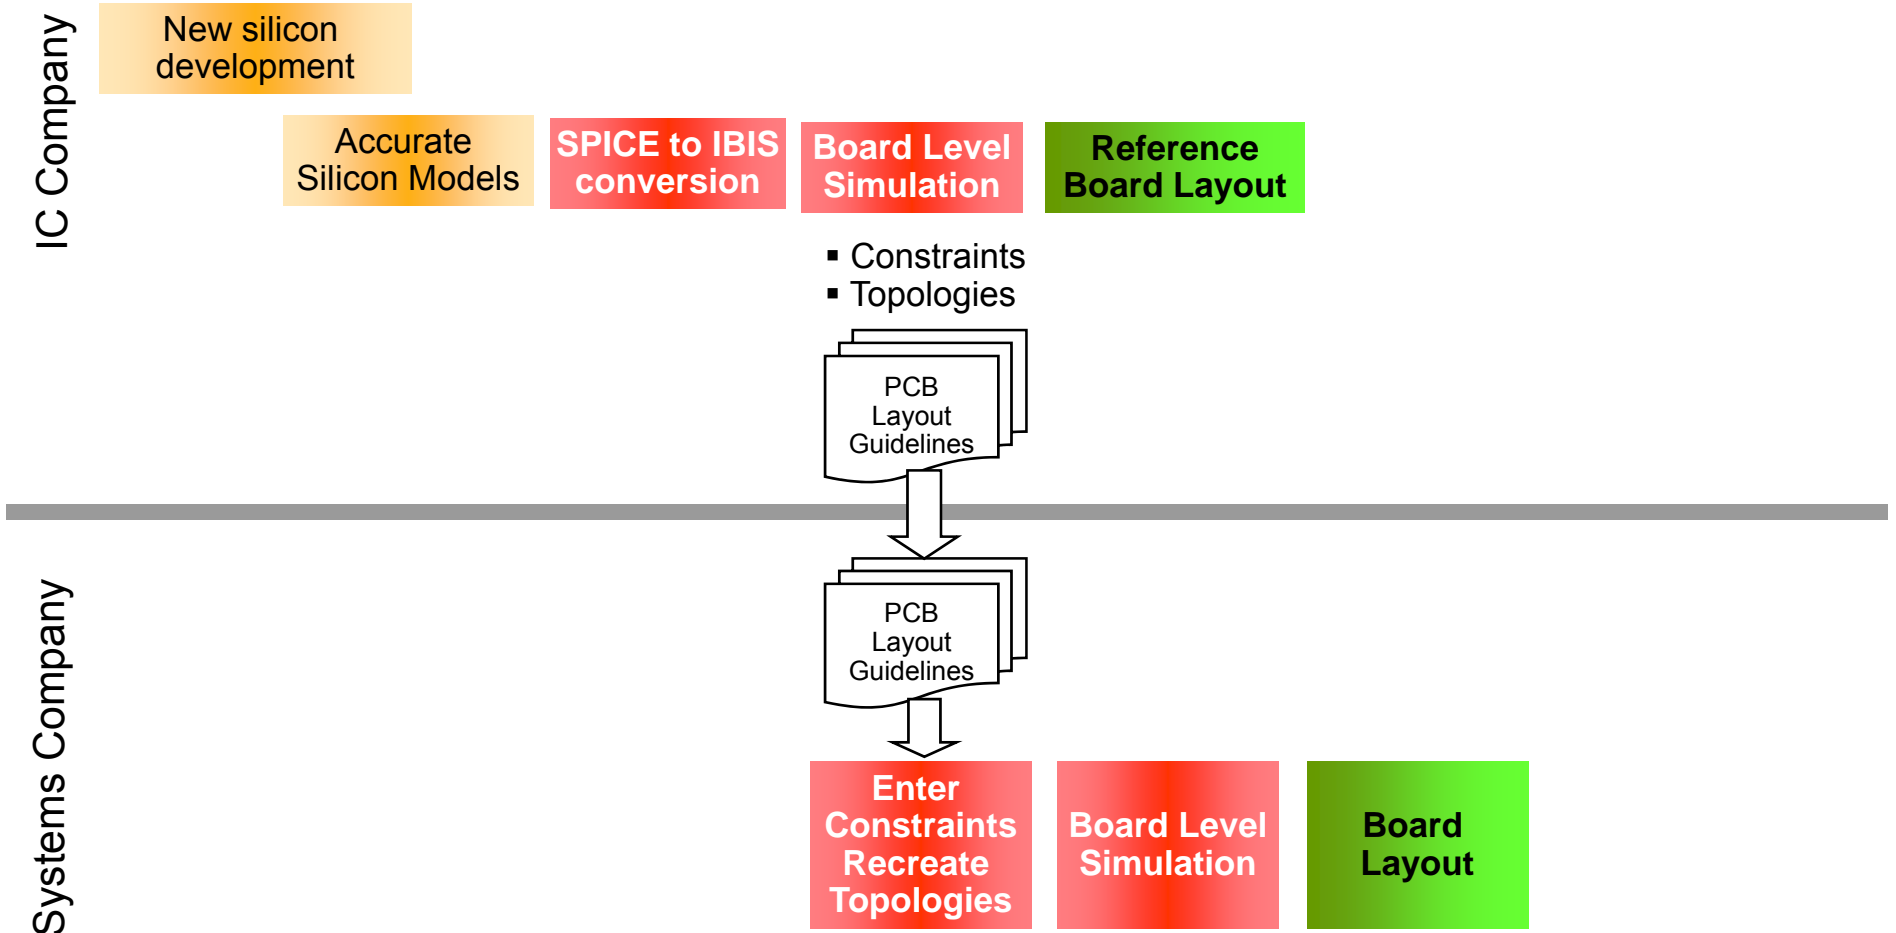 IC Company
New silicon
development
Accurate
Silicon Models
SPICE to IBIS
conversion
Board Level
Simulation
Reference
Board Layout
▪ Constraints
▪ Topologies
PCB
Layout
Guidelines
Systems Company
PCB
Layout
Guidelines
Enter
Constraints
Recreate
Topologies
Board Level
Simulation
Board
Layout